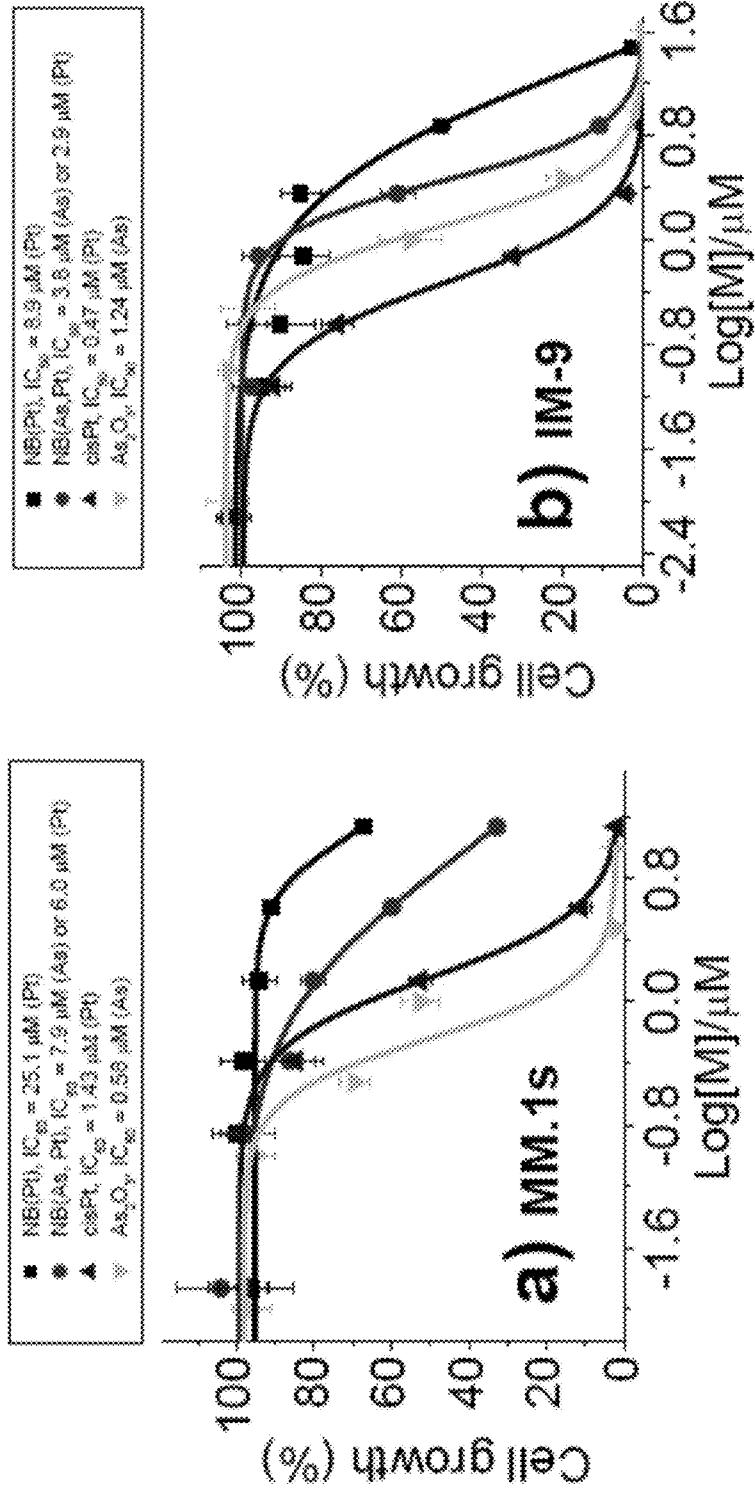 NB(Pt), IC50 = 25.1 μM (Pt)
NB(As, Pt), IC50 = 7.9 μM (As) or 6.0 μM (Pt)
cisPt, IC50 = 1.43 μM (Pt)
As2O3, IC50 = 0.58 μM (As)
Cell growth (%)
100
80
60
40
20
0
a) MM.1s
-1.6
-0.8
0.0
0.8
Log[M]/μM
NB(Pt), IC50 = 8.9 μM (Pt)
NB(As,Pt), IC50 = 3.8 μM (As) or 2.9 μM (Pt)
cisPt, IC50 = 0.47 μM (Pt)
As2O3, IC50 = 1.24 μM (As)
Cell growth (%)
100
80
60
40
20
0
b) IM-9
-2.4
-1.6
-0.8
0.0
0.8
1.6
Log[M]/μM